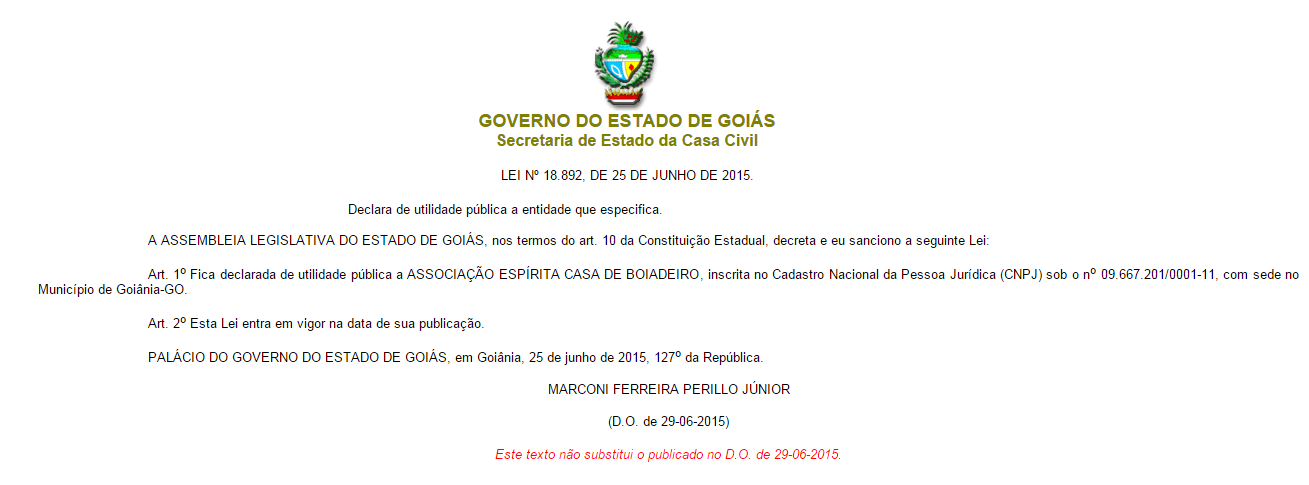 GOVERNO DO ESTADO DE GOIÁS
Secretaria de Estado da Casa Civil
LEI Nº 18.892, DE 25 DE JUNHO DE 2015.
Declara de utilidade pública a entidade que especifica.
A ASSEMBLEIA LEGISLATIVA DO ESTADO DE GOIÁS, nos termos do art. 10 da Constituição Estadual, decreta e eu sanciono a seguinte Lei:
Art. 1º Fica declarada de utilidade pública a ASSOCIAÇÃO ESPÍRITA CASA DE BOIADEIRO, inscrita no Cadastro Nacional da Pessoa Jurídica (CNPJ) sob o nº 09.667.201/0001-11, com sede no
Município de Goiânia-GO.
Art. 2º Esta Lei entra em vigor na data de sua publicação.
PALÁCIO DO GOVERNO DO ESTADO DE GOIÁS, em Goiânia, 25 de junho de 2015, 127º da República.
MARCONI FERREIRA PERILLO JÚNIOR
(D.O. de 29-06-2015)
Este texto não substitui o publicado no D.O. de 29-06-2015.